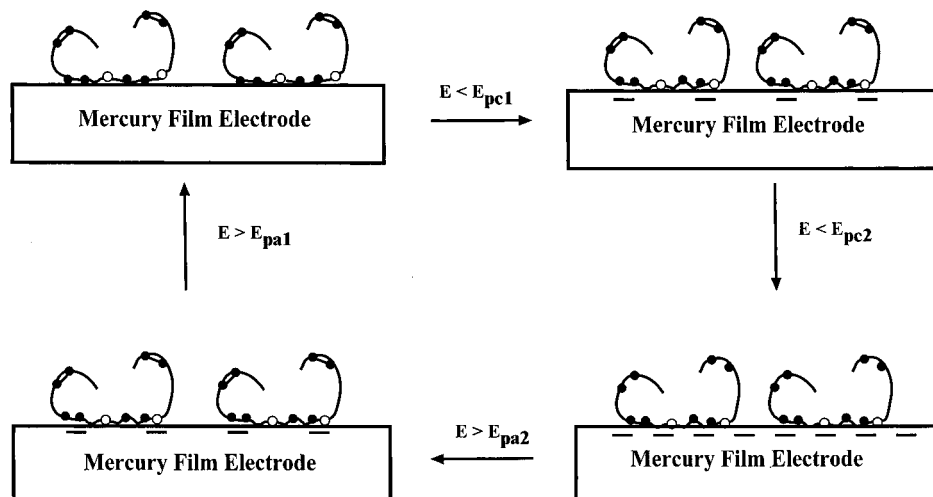 Mercury Film Electrode
E < Epc1
Mercury Film Electrode
E > Epa1
E < Epc2
Mercury Film Electrode
E > Epa2
Mercury Film Electrode